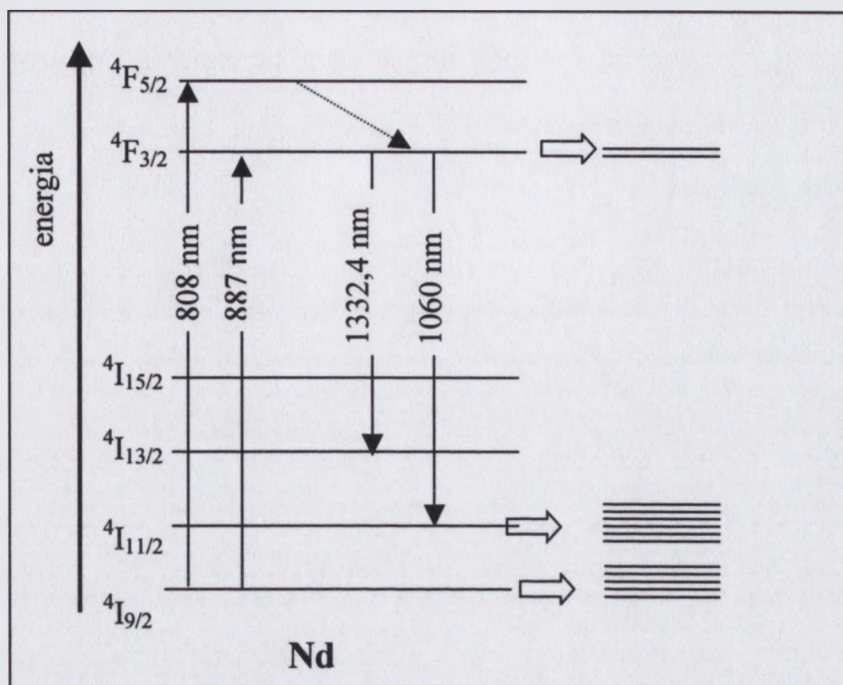 ⁴F₅/₂
⁴F₃/₂
energia
808 nm
887 nm
1332.4 nm
1060 nm
⁴I₁₅/₂
⁴I₁₃/₂
⁴I₁₁/₂
⁴I₉/₂
Nd